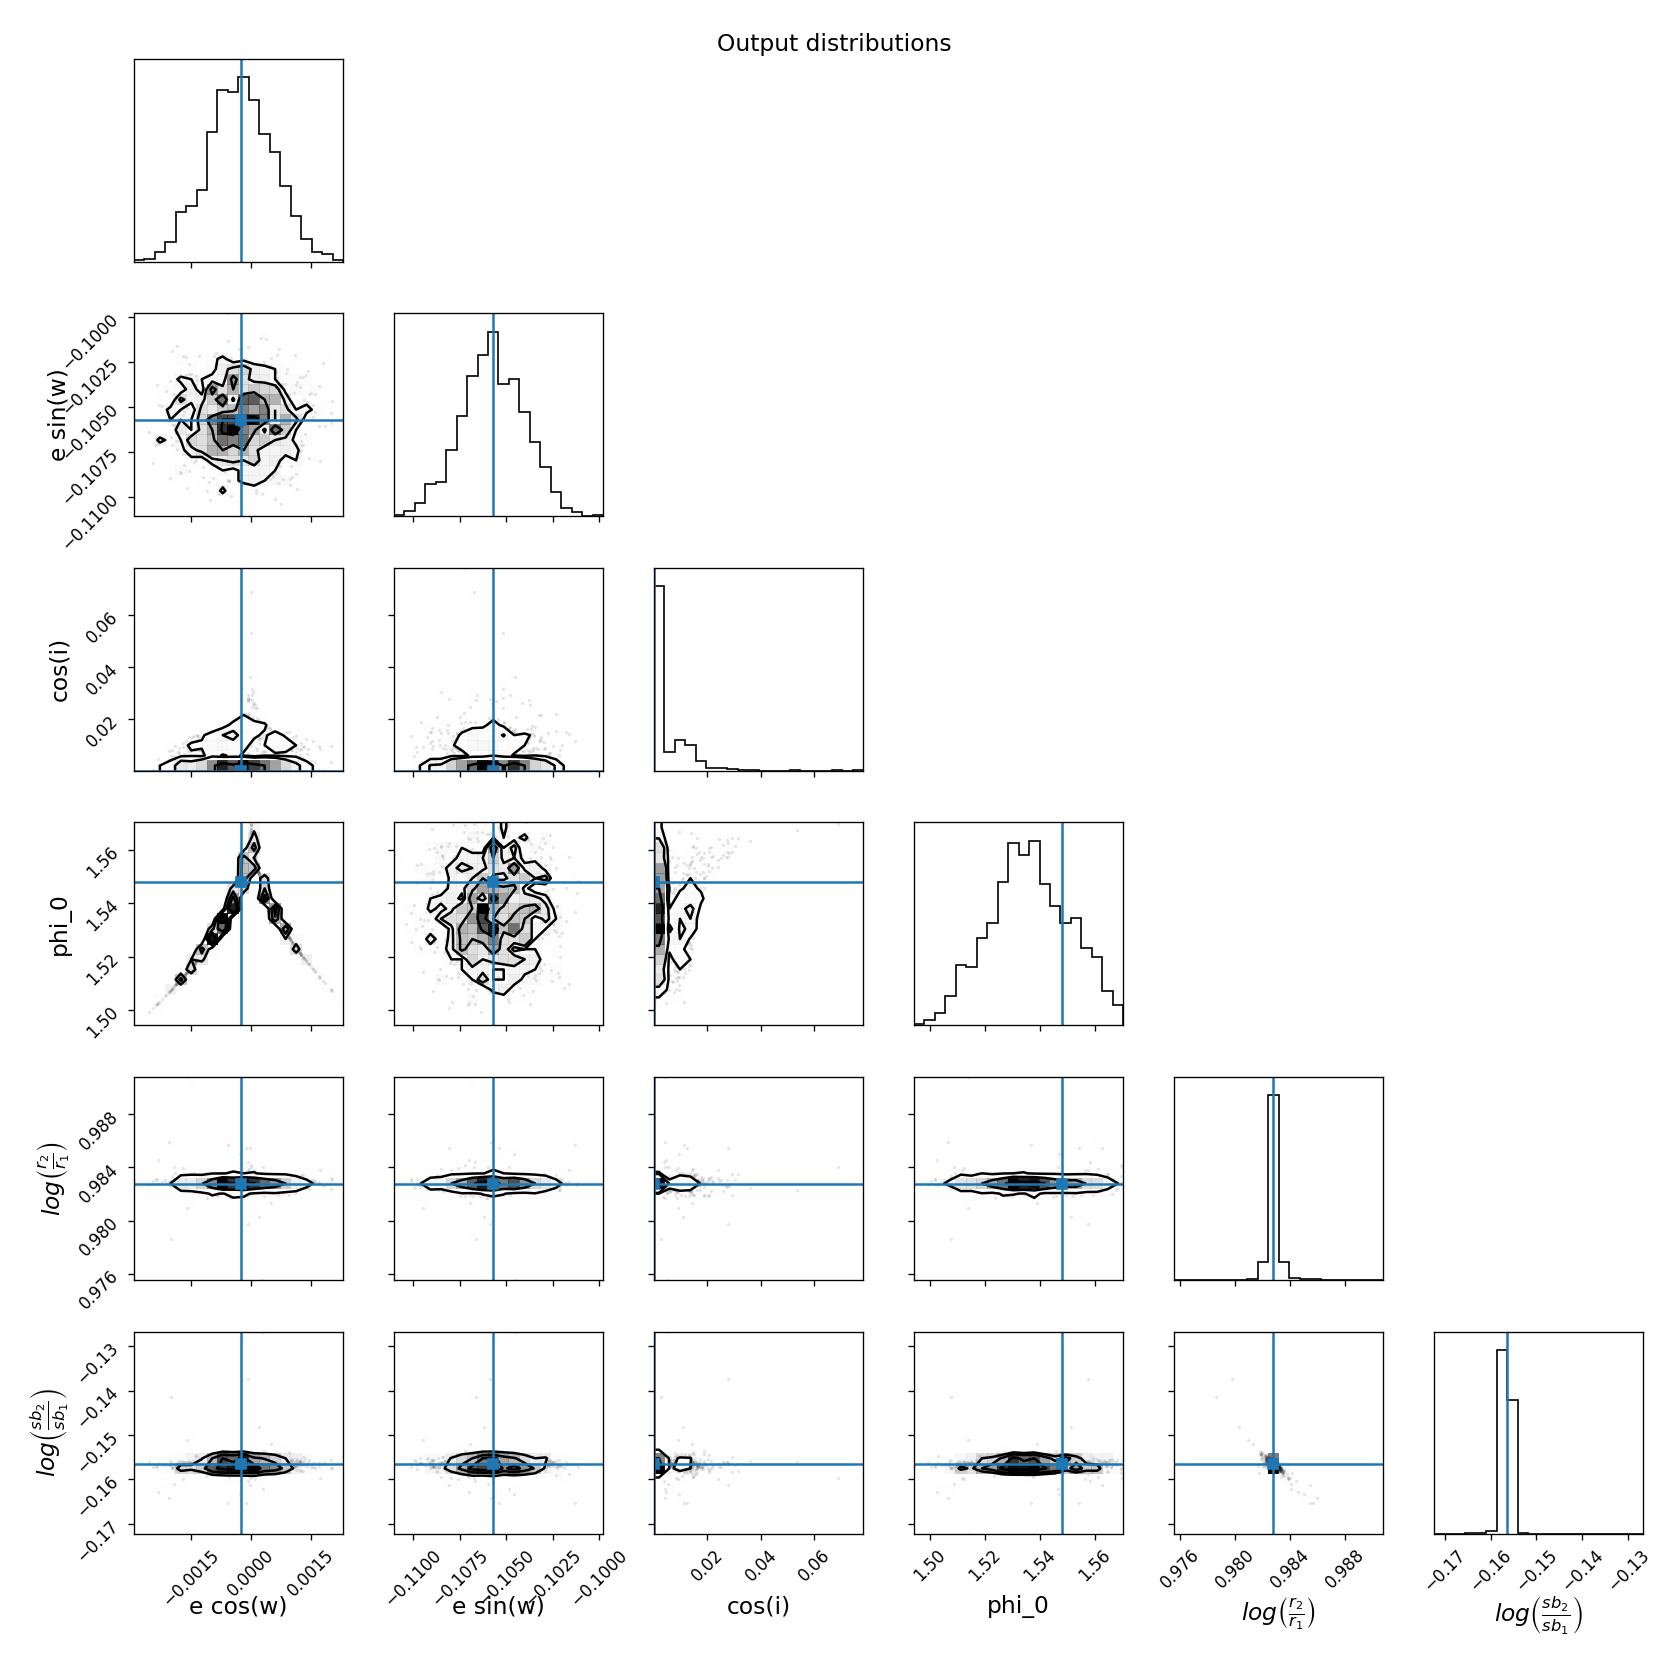 Output distributions
e sin(w)
−0.1000
−0.1025
−0.1050
−0.1075
−0.1100
cos(i)
0.06
0.04
0.02
phi_0
1.56
1.54
1.52
1.50
log(r₂/r₁)
0.988
0.984
0.980
0.976
log(sb₂/sb₁)
−0.13
−0.14
−0.15
−0.16
−0.17
−0.0015 0.0000 0.0015
−0.1100 −0.1075 −0.1050 −0.1025 −0.1000
0.02 0.04 0.06
1.50 1.52 1.54 1.56
0.976 0.980 0.984 0.988
−0.17 −0.16 −0.15 −0.14 −0.13
e cos(w) e sin(w) cos(i) phi_0 log(r₂/r₁) log(sb₂/sb₁)